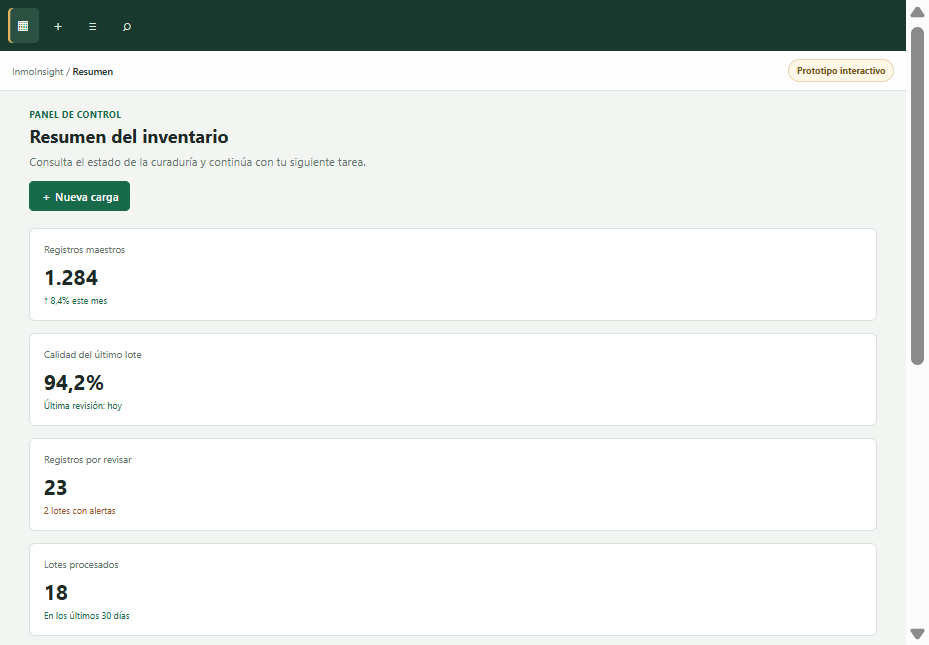 InmoInsight / Resumen
Prototipo interactivo
PANEL DE CONTROL
Resumen del inventario
Consulta el estado de la curaduría y continúa con tu siguiente tarea.
+ Nueva carga
Registros maestros
1.284
↑ 8,4% este mes
Calidad del último lote
94,2%
Última revisión: hoy
Registros por revisar
23
2 lotes con alertas
Lotes procesados
18
En los últimos 30 días